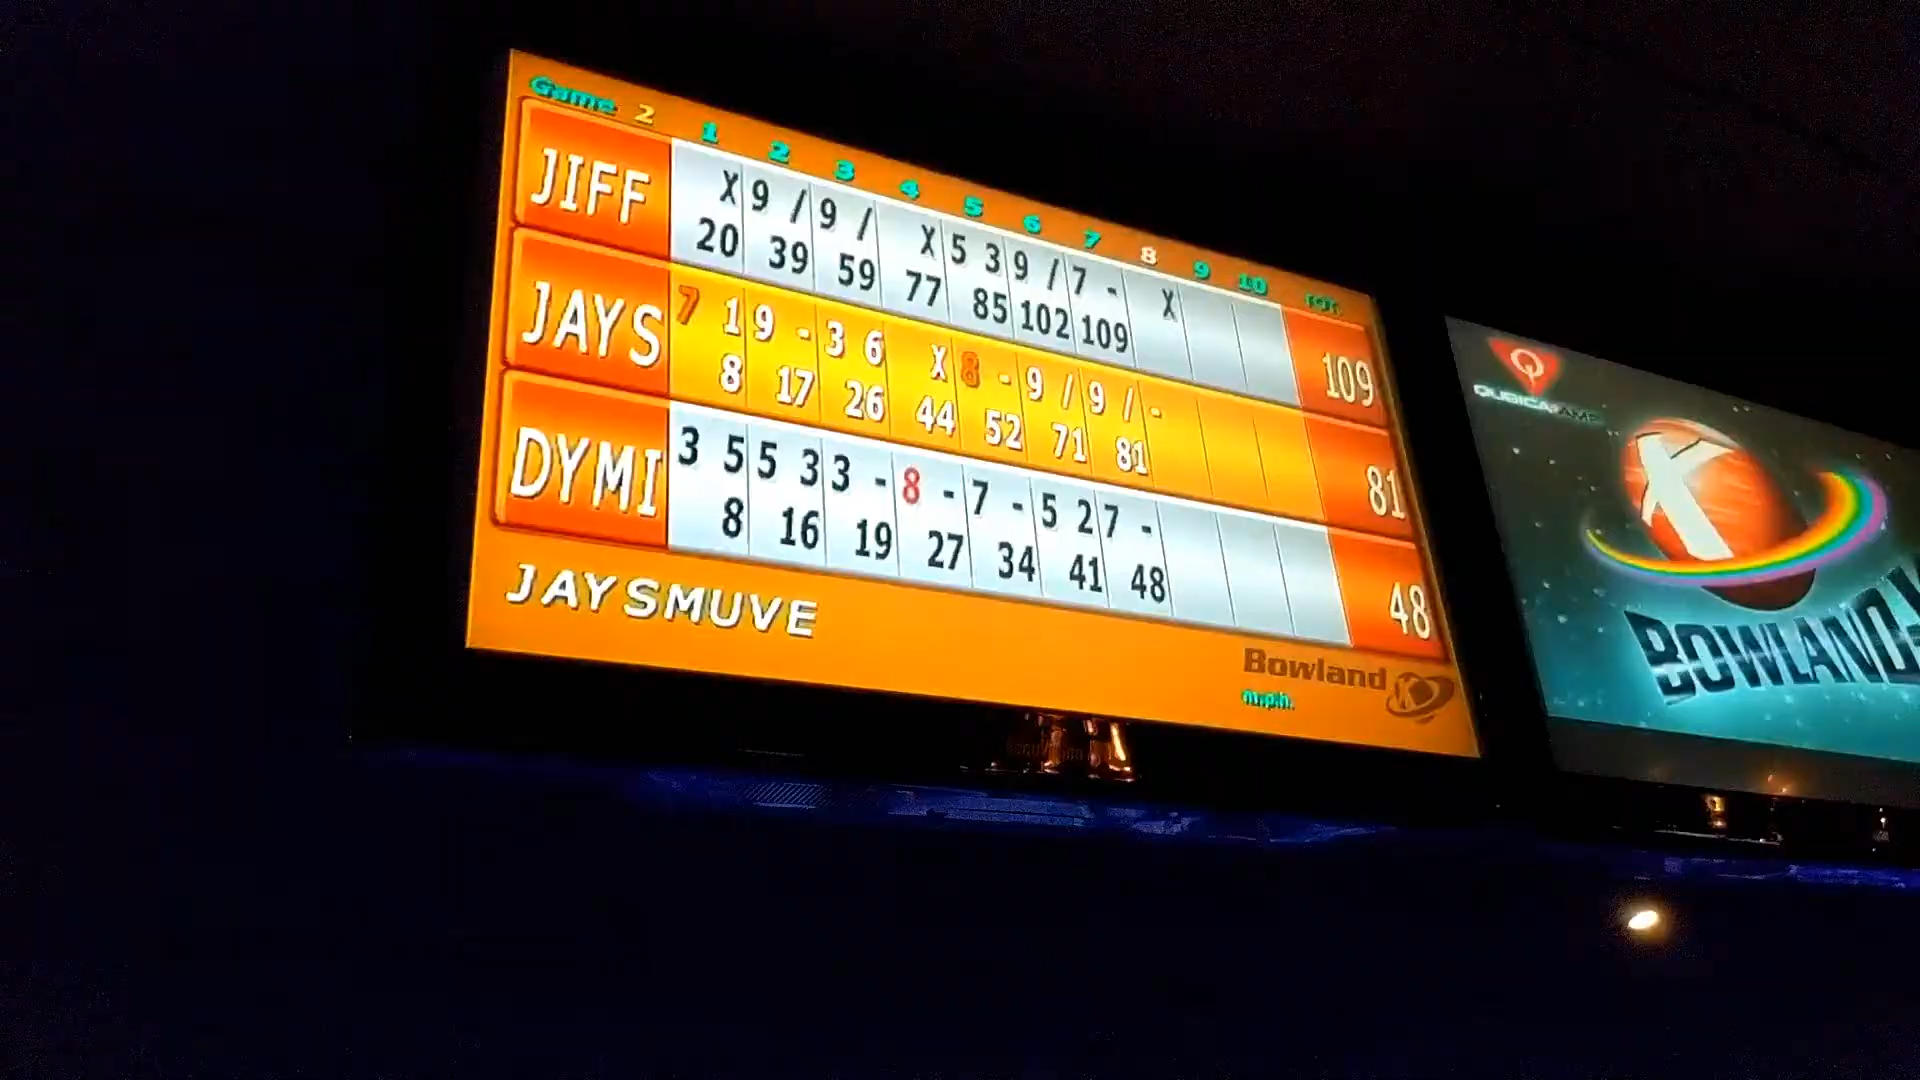 Game 2 1 2 3 4 5 6 7 8 9 10 TOT.
JIFF X 9 / 9 / X 5 3 9 / 7 - X
20 39 59 77 85 102 109 109
JAYS 7 1 9 - 3 6 X 8 - 9 / 9 / -
8 17 26 44 52 71 81 81
DYMI 3 5 5 3 3 - 8 - 7 - 5 2 7 -
8 16 19 27 34 41 48 48
JAYSMUVE
Bowland
mph.
QUBICAAMF
BOWLAND